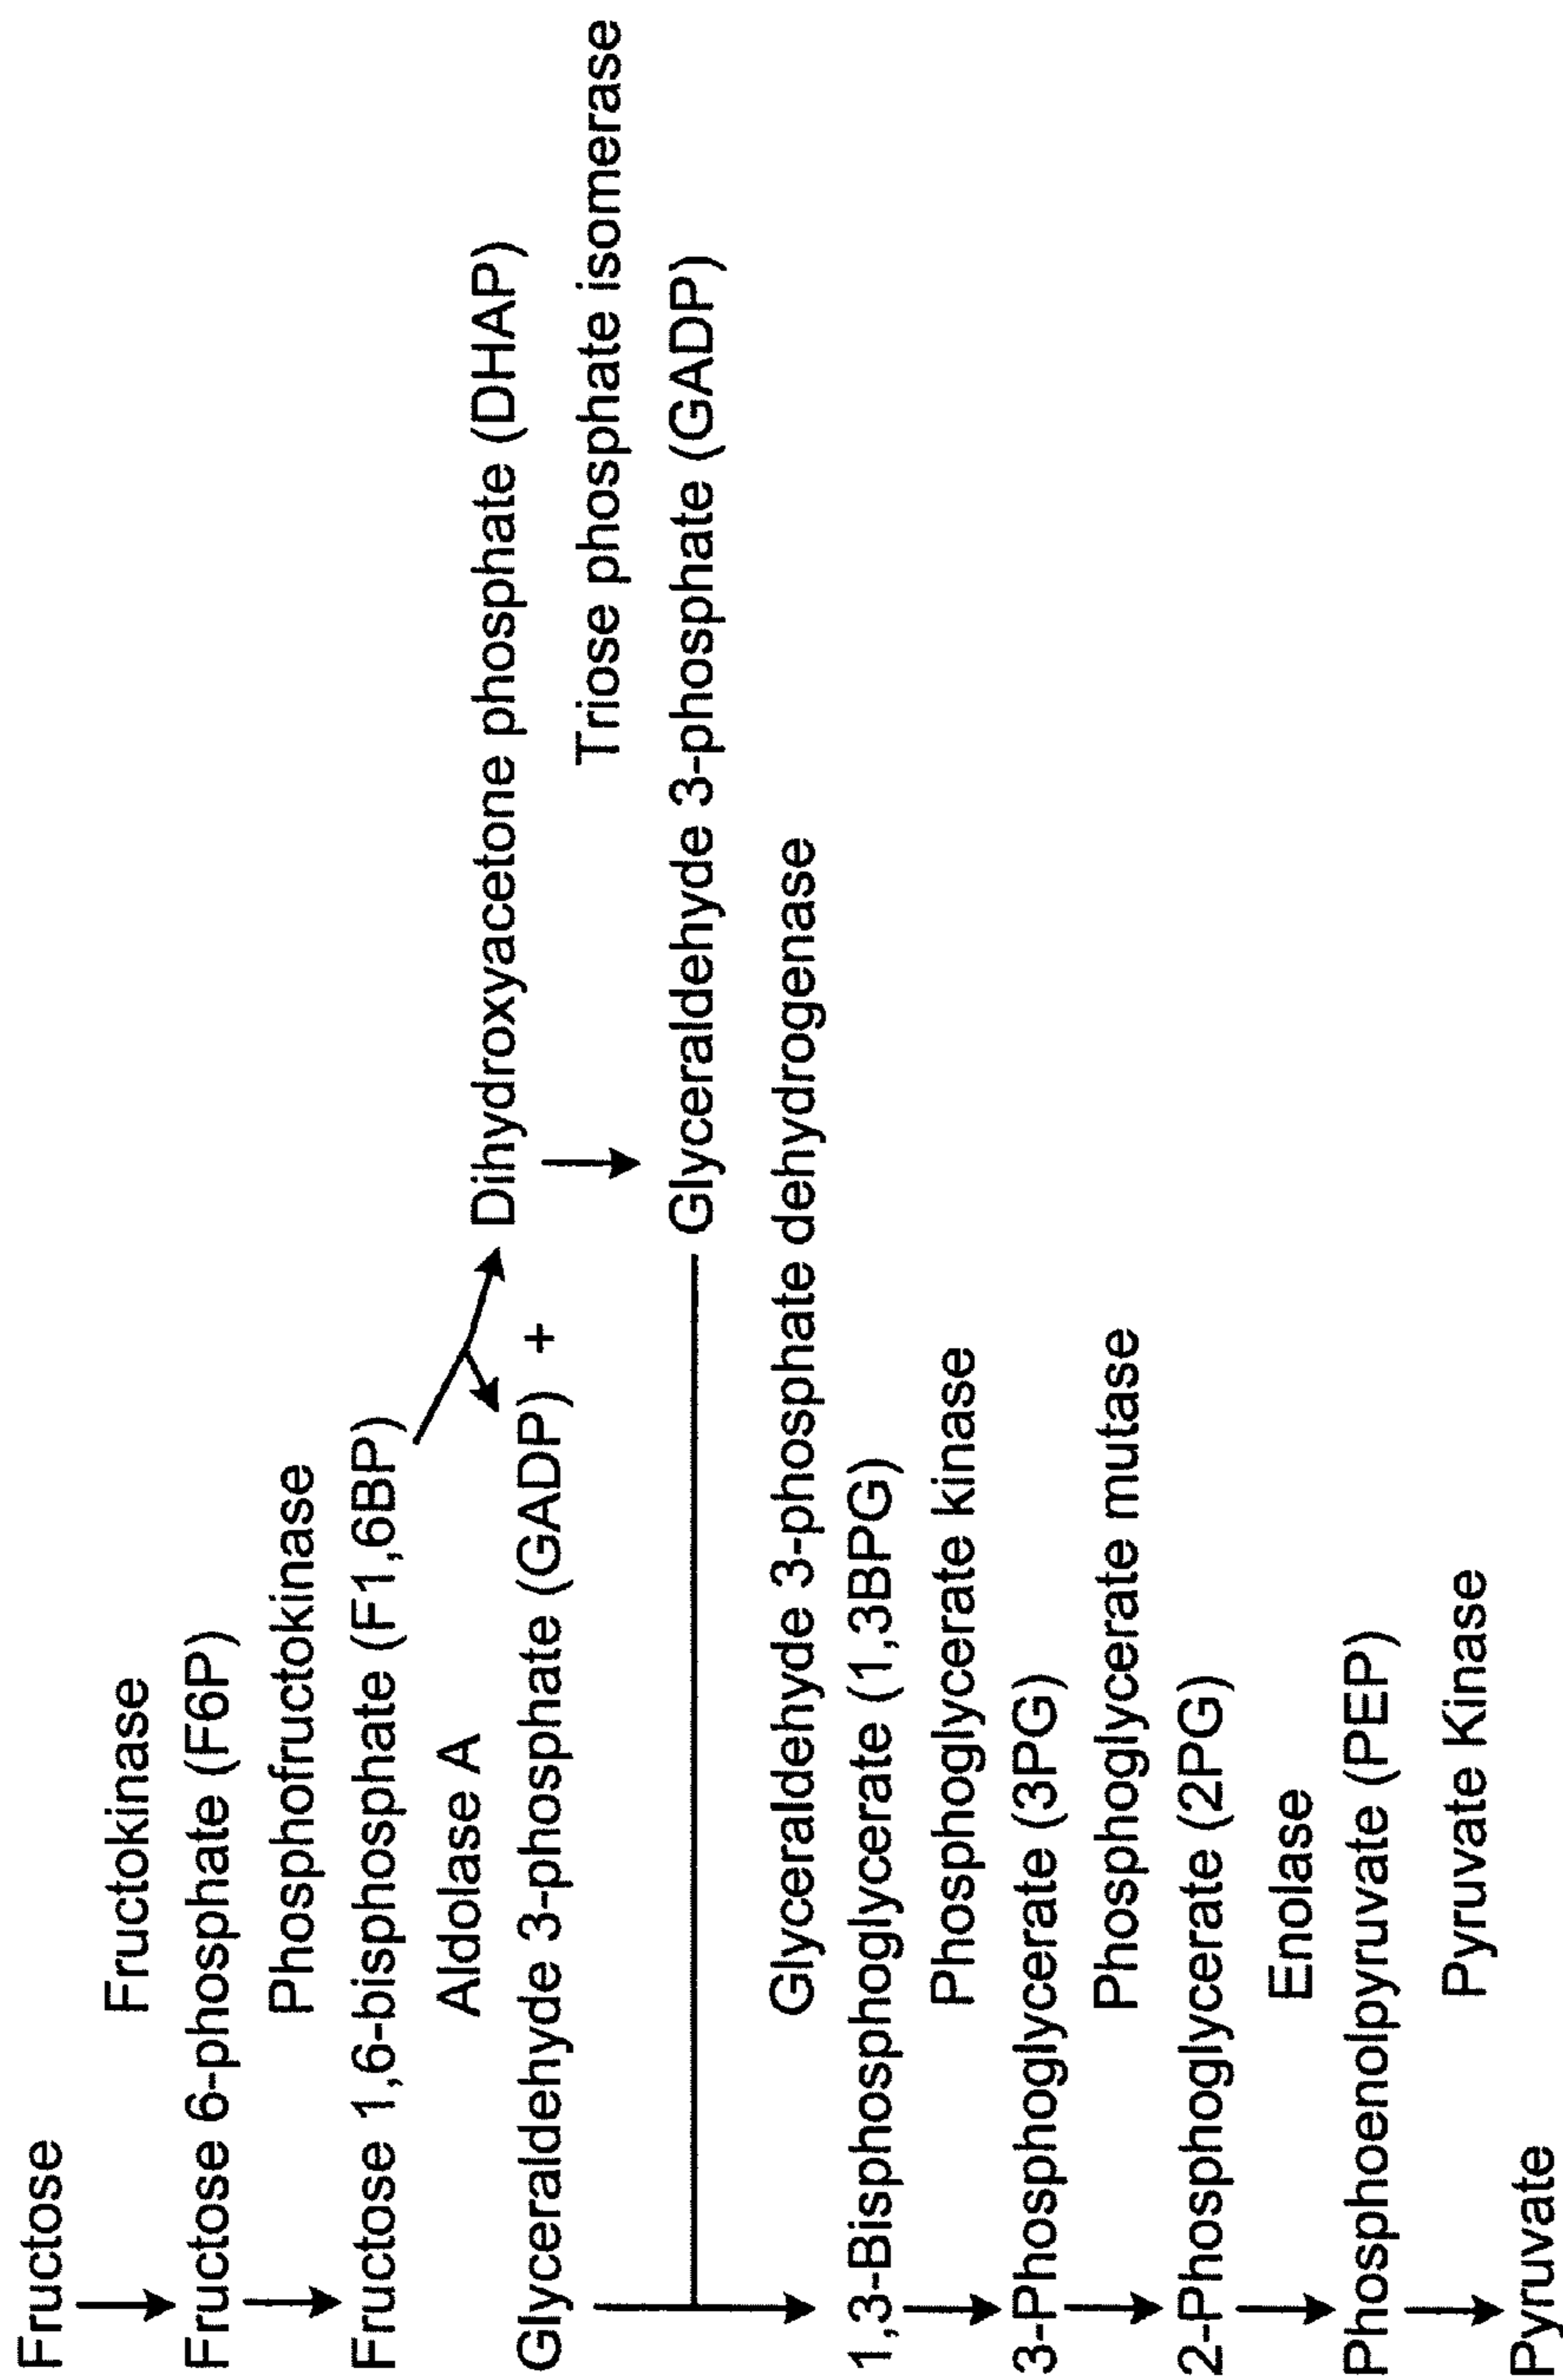 Fructose
Fructokinase
Fructose 6-phosphate (F6P)
Phosphofructokinase
Fructose 1,6-bisphosphate (F1,6BP)
Aldolase A
Dihydroxyacetone phosphate (DHAP)
Glyceraldehyde 3-phosphate (GADP) +
Triose phosphate isomerase
Glyceraldehyde 3-phosphate (GADP)
Glyceraldehyde 3-phosphate dehydrogenase
1,3-Bisphosphoglycerate (1,3BPG)
Phosphoglycerate kinase
3-Phosphoglycerate (3PG)
Phosphoglycerate mutase
2-Phosphoglycerate (2PG)
Enolase
Phosphoenolpyruvate (PEP)
Pyruvate Kinase
Pyruvate